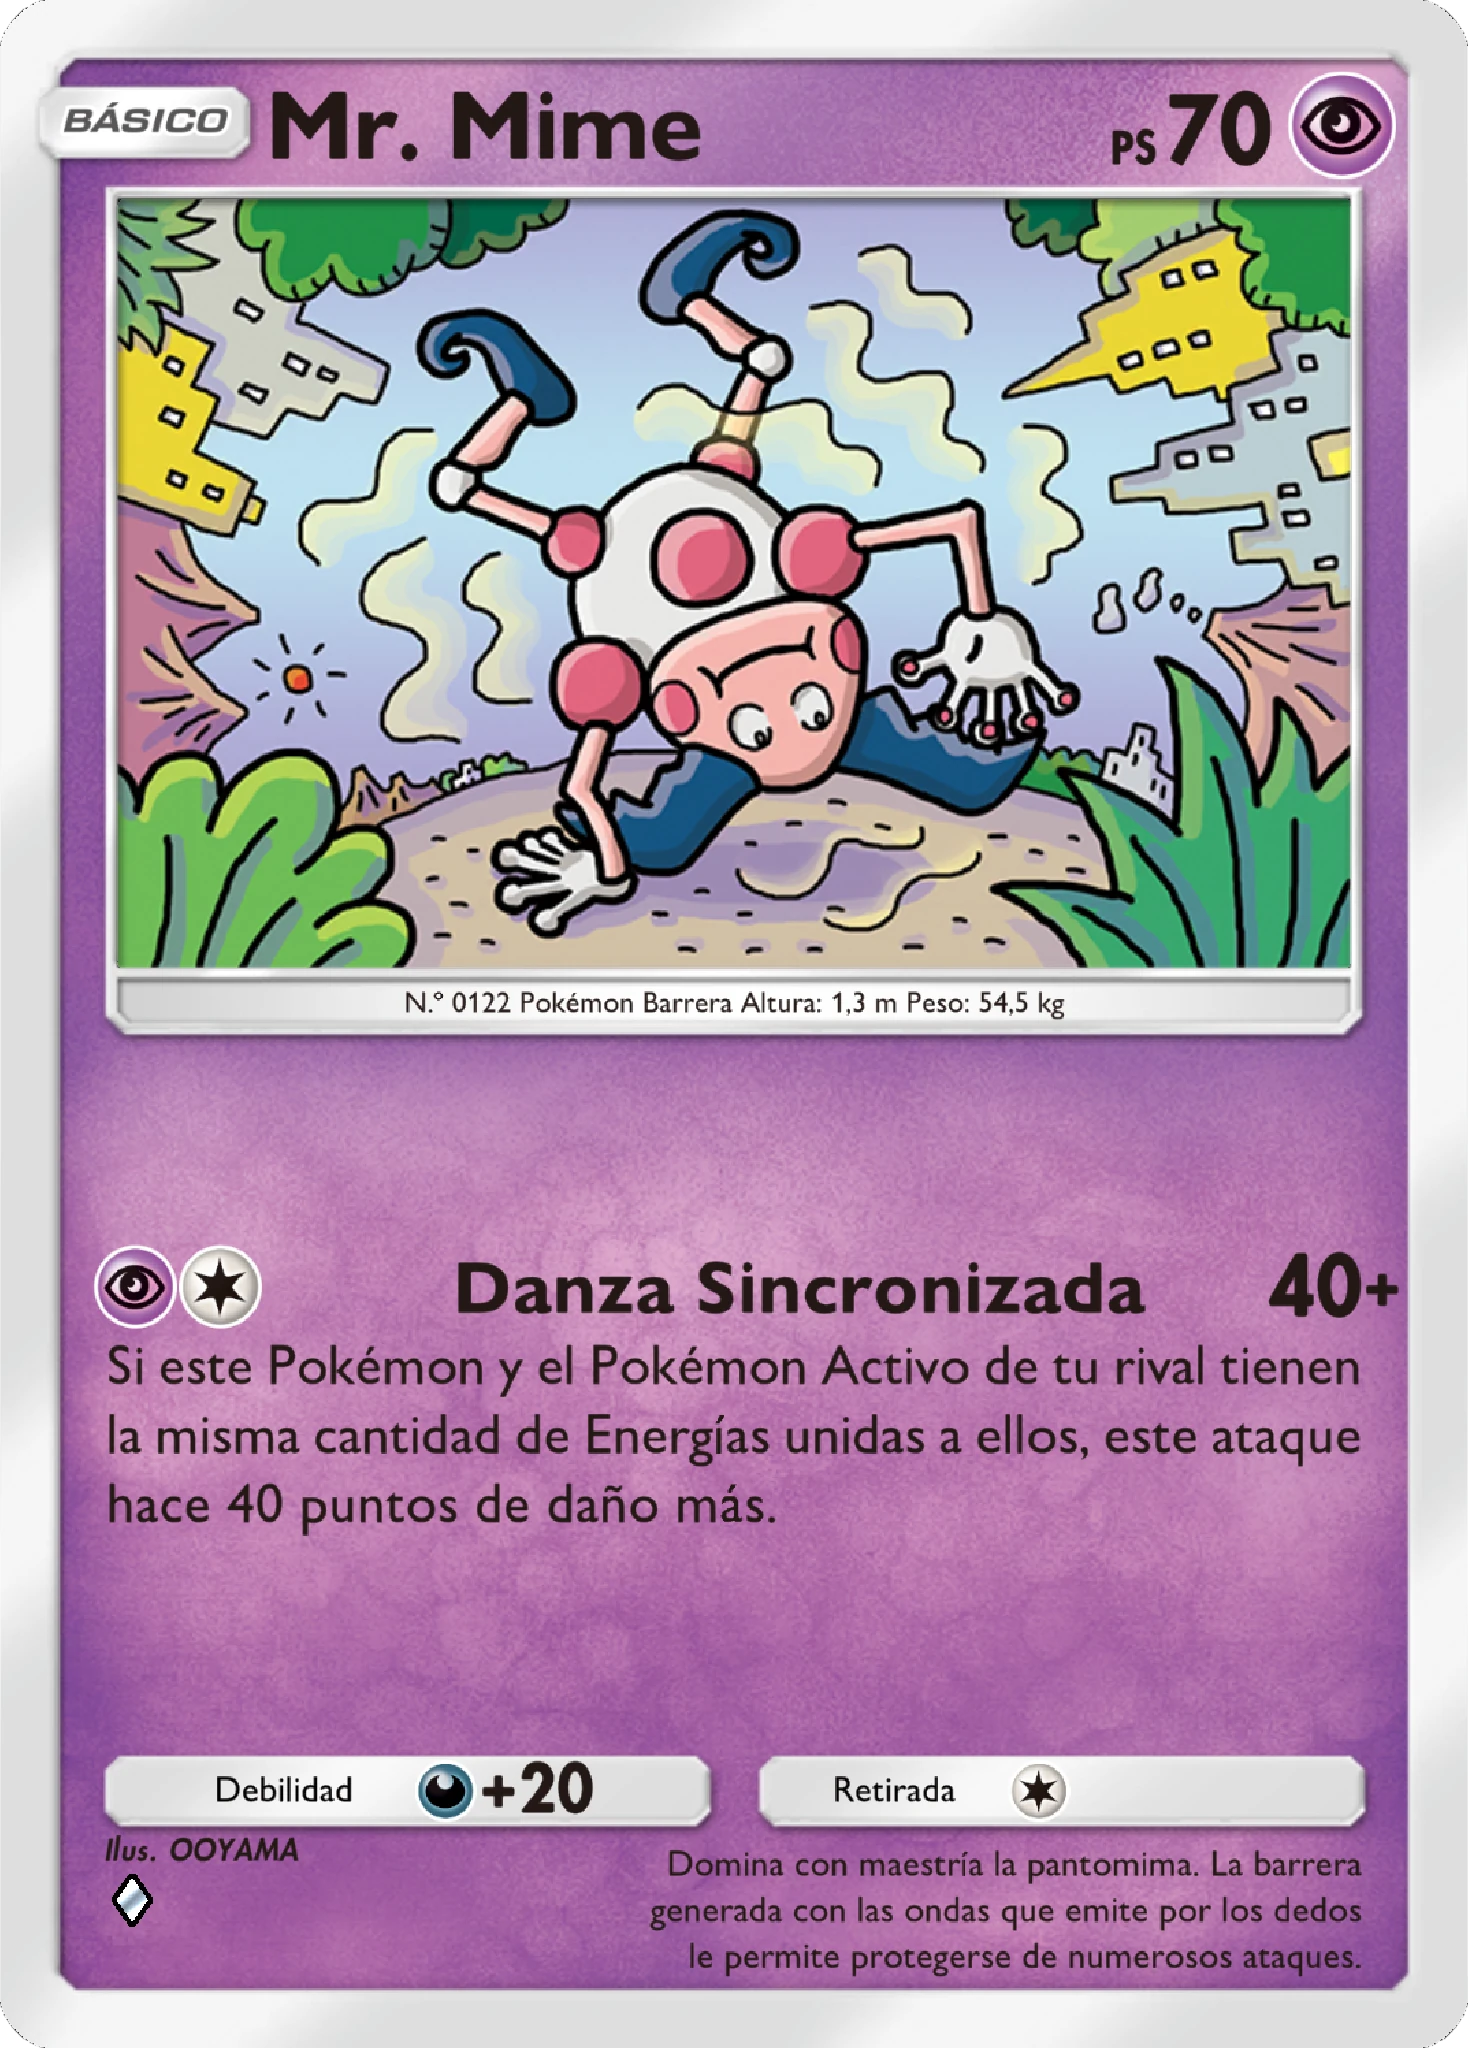 BÁSICO Mr. Mime PS 70
N.º 0122 Pokémon Barrera Altura: 1,3 m Peso: 54,5 kg
Danza Sincronizada 40+
Si este Pokémon y el Pokémon Activo de tu rival tienen
la misma cantidad de Energías unidas a ellos, este ataque
hace 40 puntos de daño más.
Debilidad +20 Retirada
Ilus. OOYAMA
Domina con maestría la pantomima. La barrera
generada con las ondas que emite por los dedos
le permite protegerse de numerosos ataques.